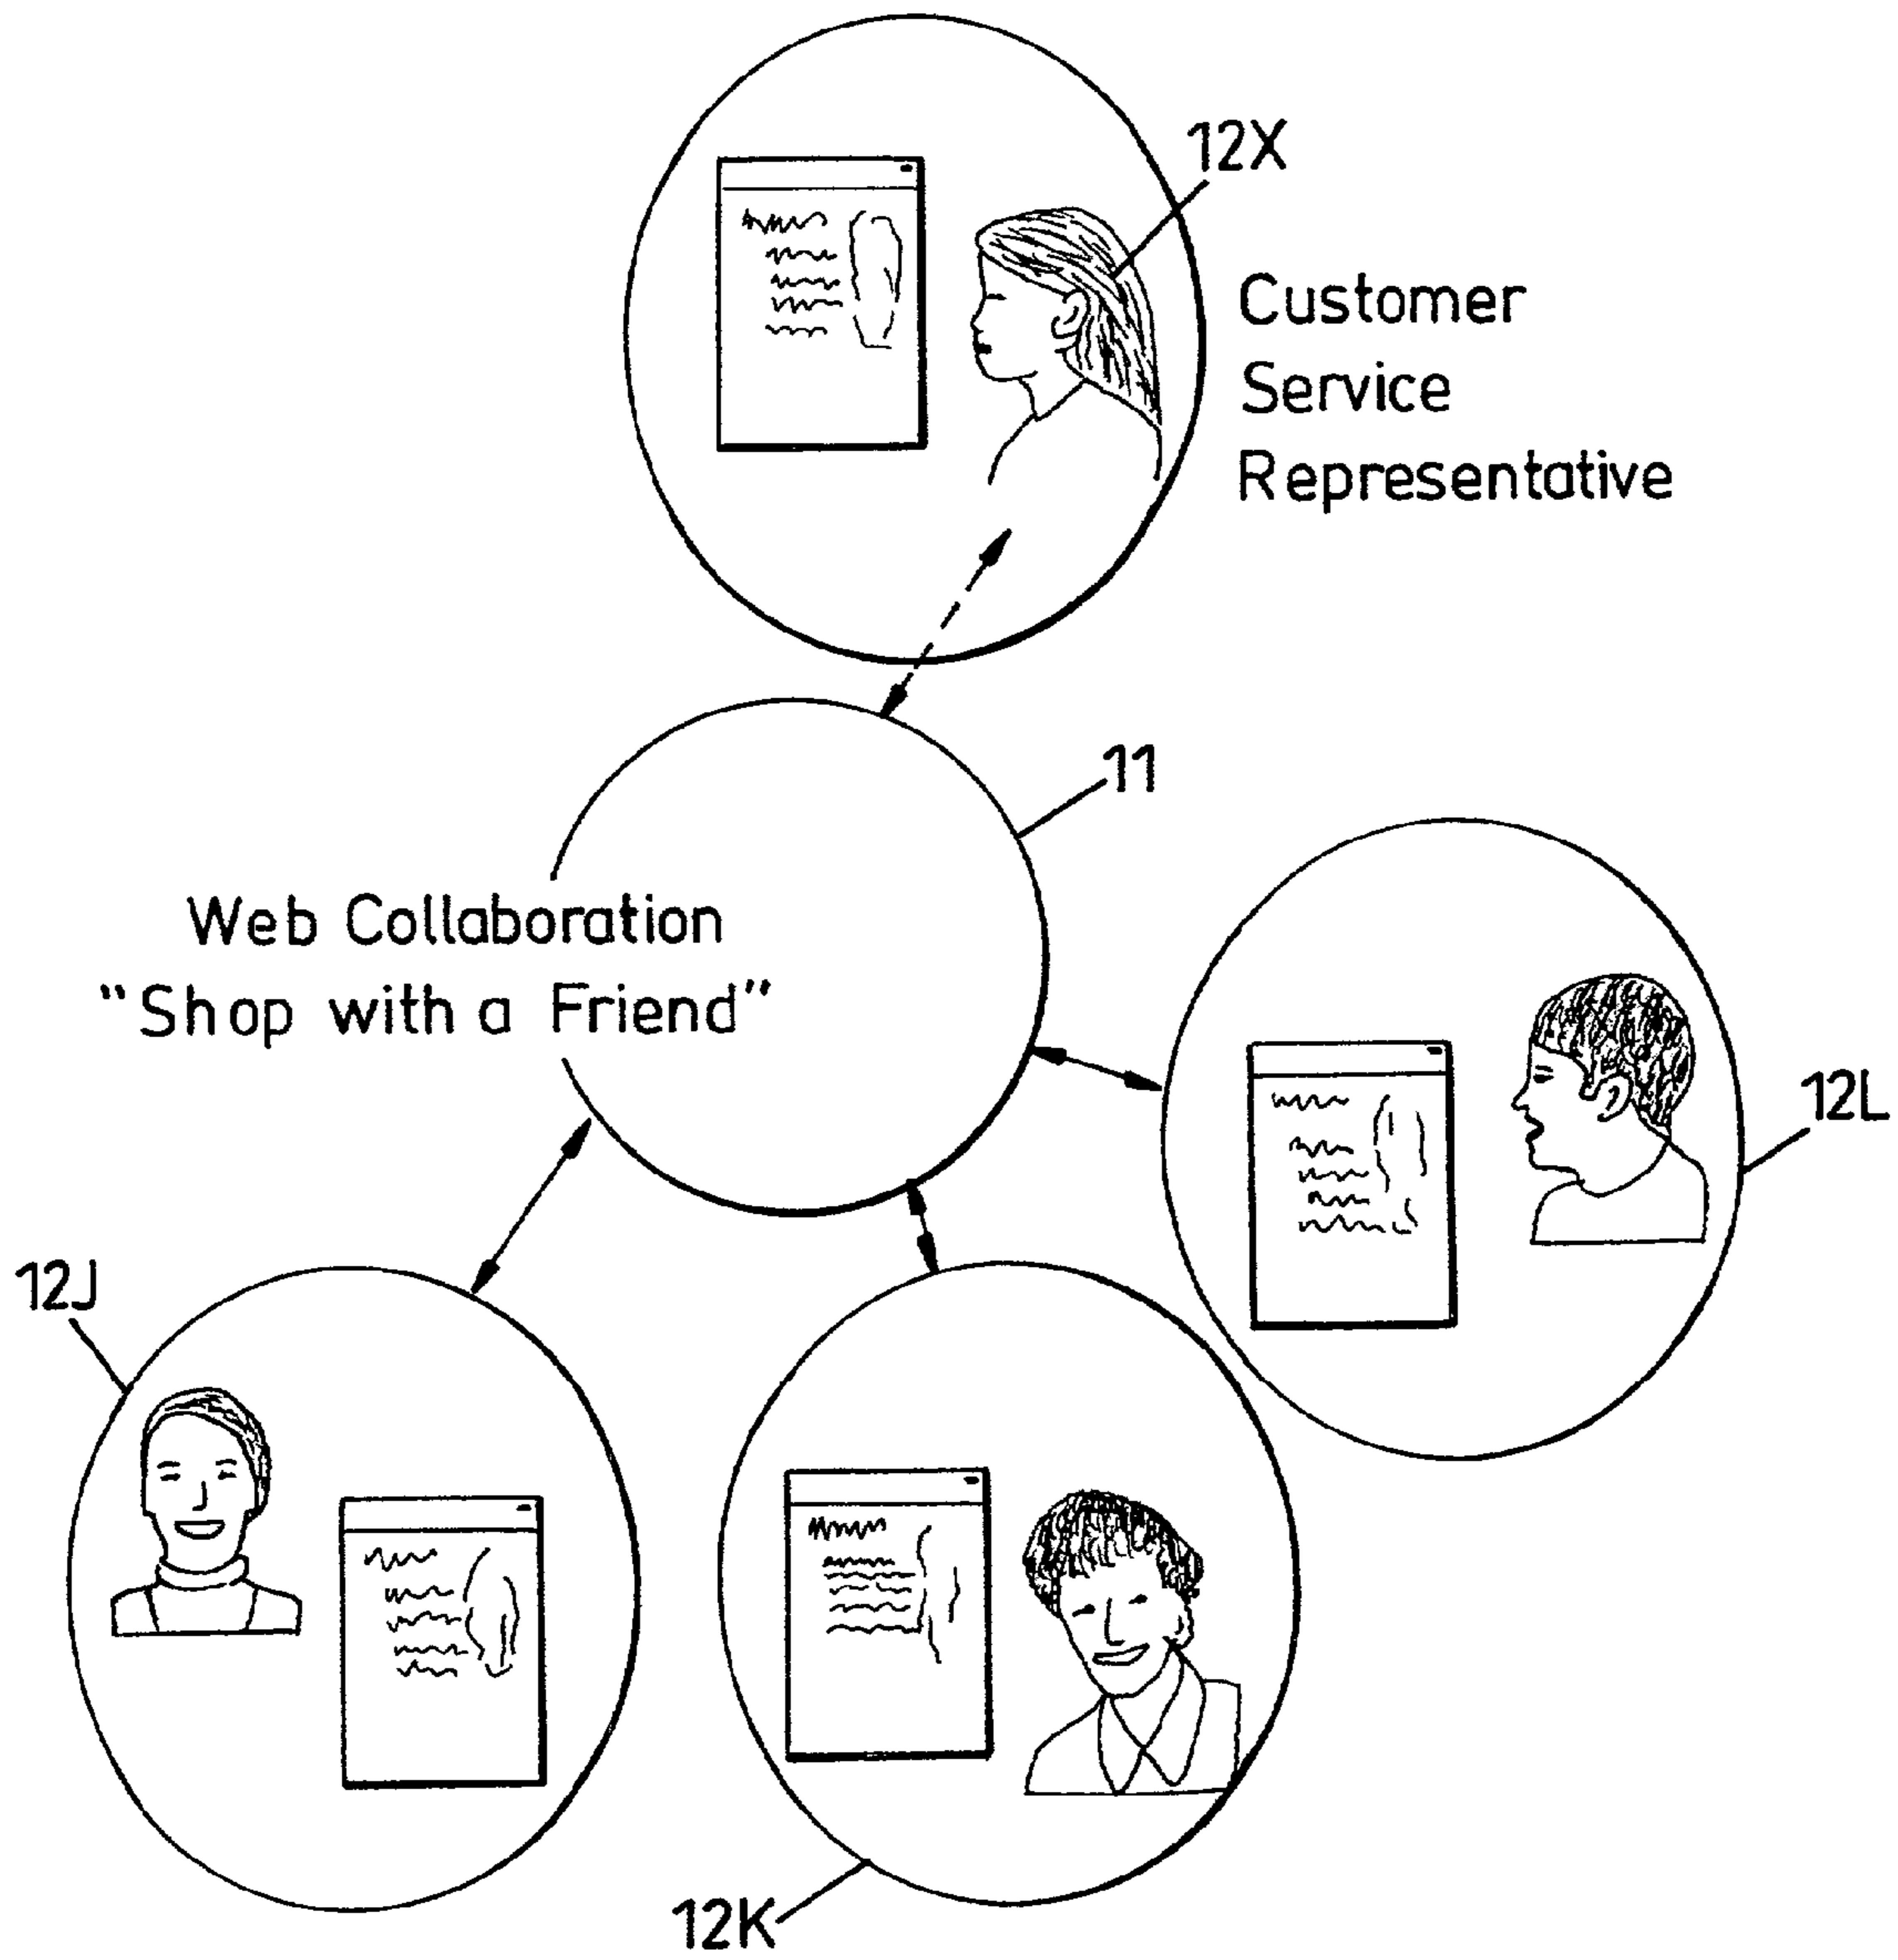 12X
Customer
Service
Representative
11
Web Collaboration
“Shop with a Friend”
12L
12J
12K